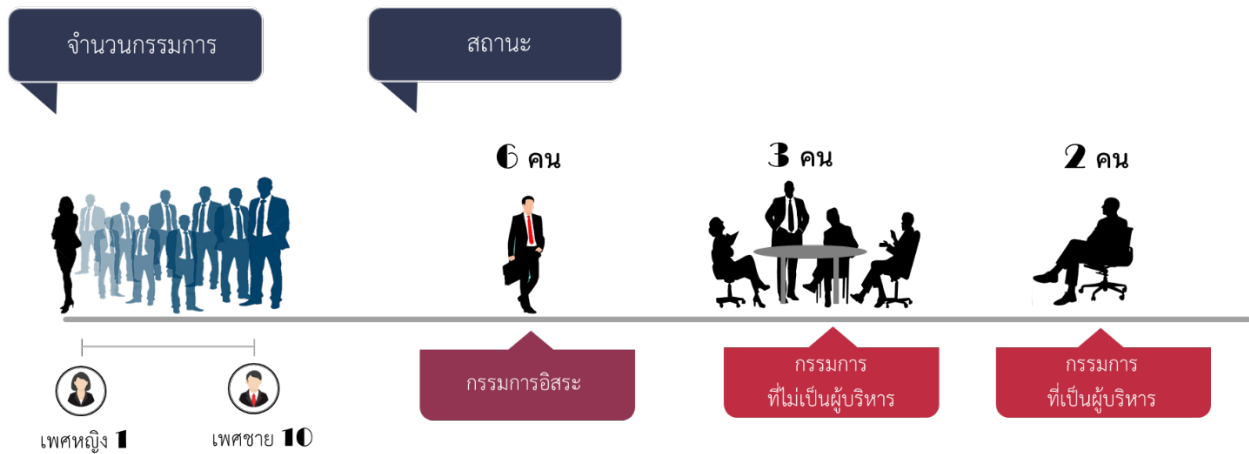 จำนวนกรรมการ
สถานะ
6 คน
3 คน
2 คน
กรรมการอิสระ
กรรมการ
ที่ไม่เป็นผู้บริหาร
กรรมการ
ที่เป็นผู้บริหาร
เพศหญิง 1
เพศชาย 10